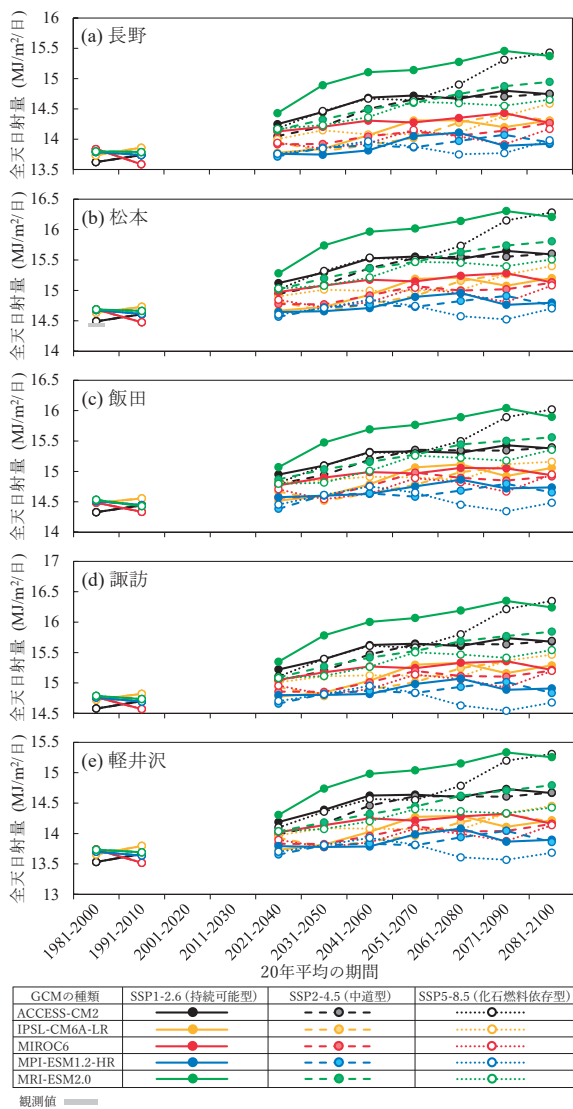 (a) 長野
全天日射量 (MJ/m²/日)
16
15.5
15
14.5
14
13.5
(b) 松本
全天日射量 (MJ/m²/日)
16.5
16
15.5
15
14.5
14
(c) 飯田
全天日射量 (MJ/m²/日)
16.5
16
15.5
15
14.5
14
(d) 諏訪
全天日射量 (MJ/m²/日)
17
16.5
16
15.5
15
14.5
(e) 軽井沢
全天日射量 (MJ/m²/日)
15.5
15
14.5
14
13.5
13
1981-2000
1991-2010
2001-2020
2011-2030
2021-2040
2031-2050
2041-2060
2051-2070
2061-2080
2071-2090
2081-2100
20年平均の期間
GCMの種類 SSP1-2.6 (持続可能型) SSP2-4.5 (中道型) SSP5-8.5 (化石燃料依存型)
ACCESS-CM2
IPSL-CM6A-LR
MIROC6
MPI-ESM1.2-HR
MRI-ESM2.0
観測値